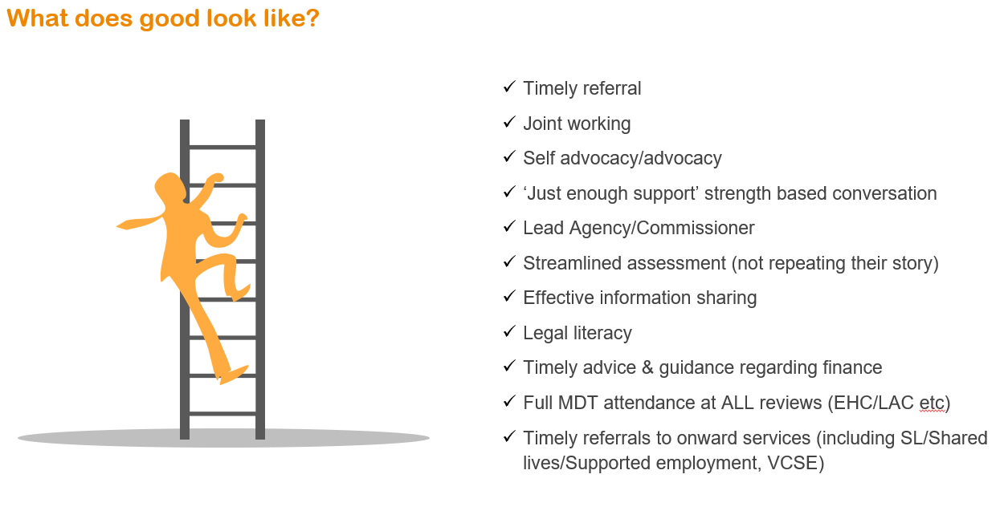 What does good look like?
✓ Timely referral
✓ Joint working
✓ Self advocacy/advocacy
✓ ‘Just enough support’ strength based conversation
✓ Lead Agency/Commissioner
✓ Streamlined assessment (not repeating their story)
✓ Effective information sharing
✓ Legal literacy
✓ Timely advice & guidance regarding finance
✓ Full MDT attendance at ALL reviews (EHC/LAC etc)
✓ Timely referrals to onward services (including SL/Shared
lives/Supported employment, VCSE)